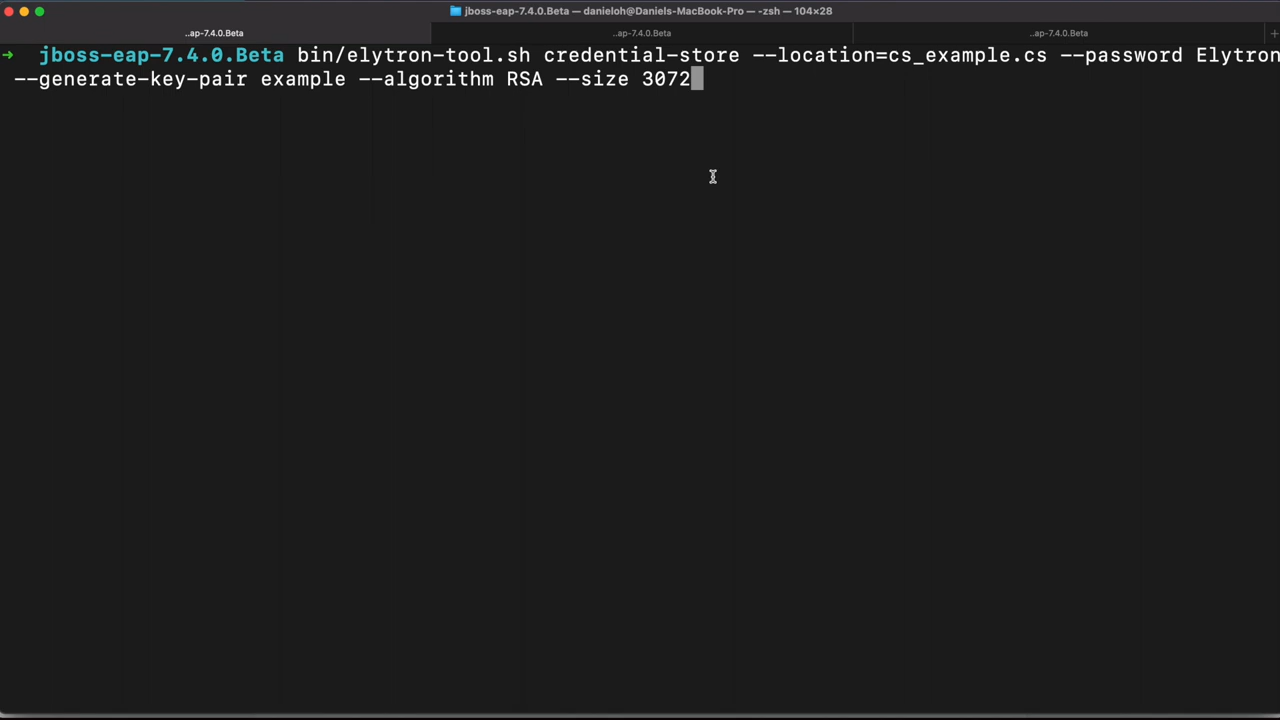 jboss-eap-7.4.0.Beta — danieloh@Daniels-MacBook-Pro — -zsh — 104×28
..ap-7.4.0.Beta ..ap-7.4.0.Beta ..ap-7.4.0.Beta +
➜ jboss-eap-7.4.0.Beta bin/elytron-tool.sh credential-store --location=cs_example.cs --password Elytron
--generate-key-pair example --algorithm RSA --size 3072